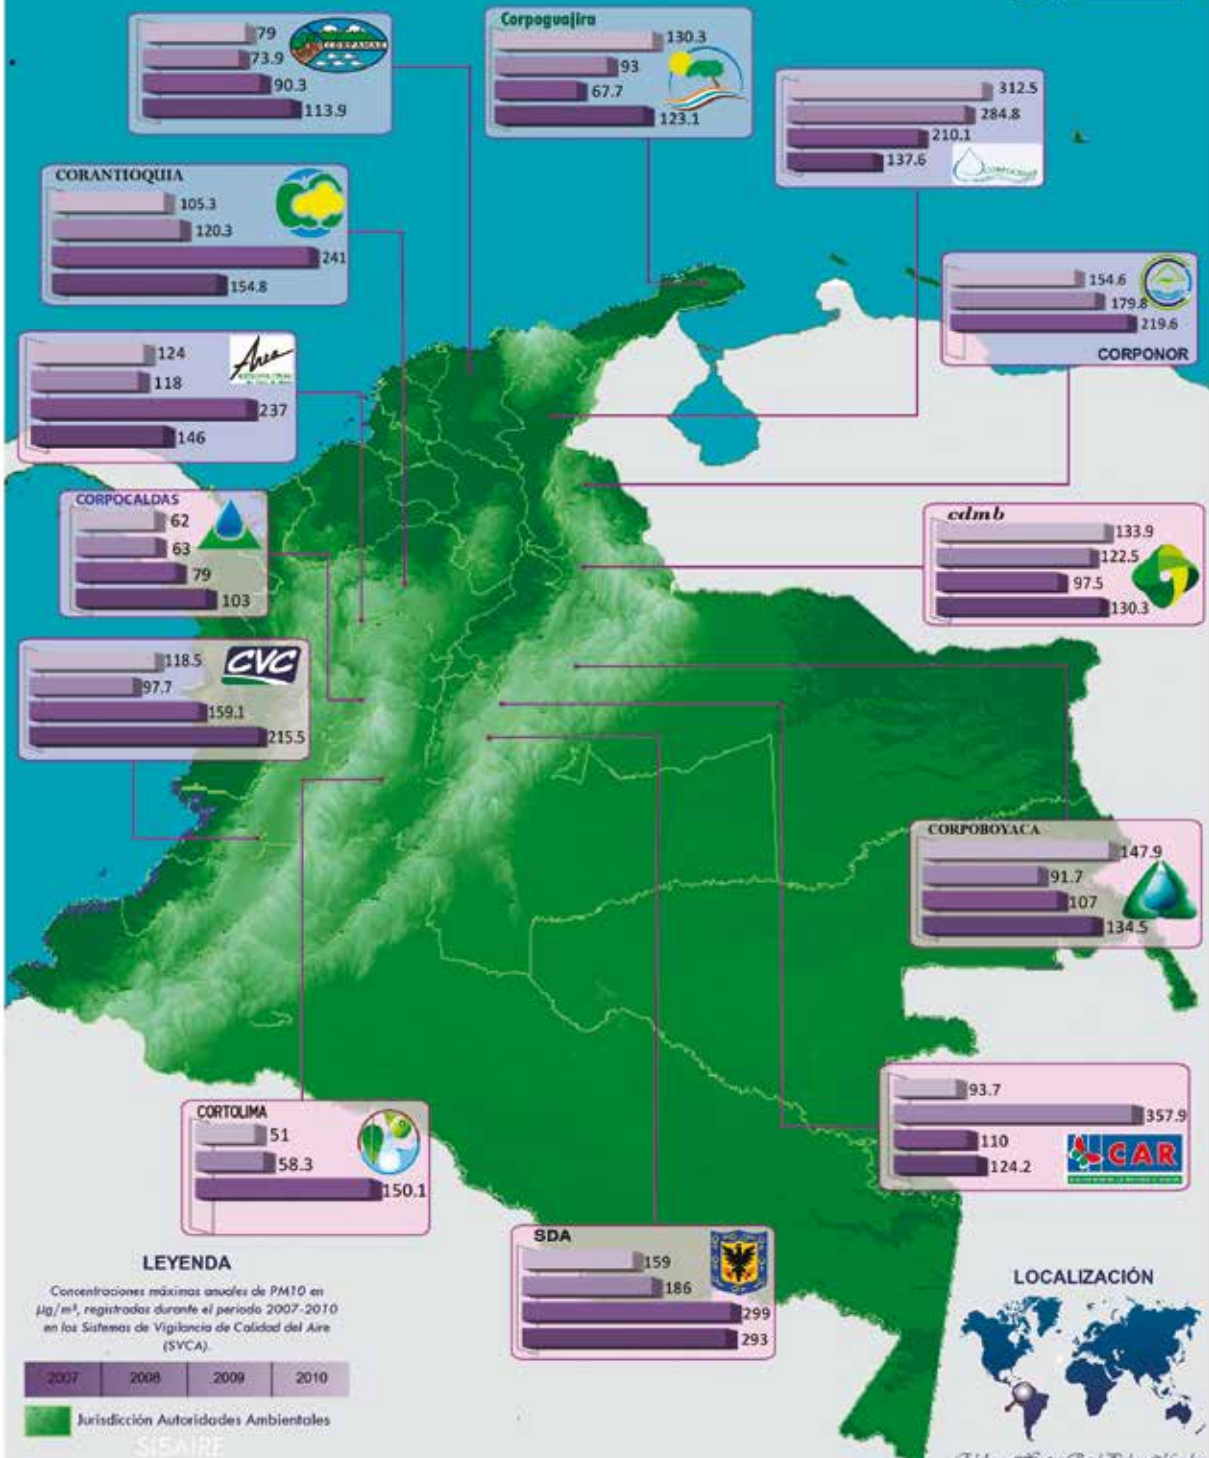 79
73.9
90.3
113.9
CORPAMAG
Corpoguajira
130.3
93
67.7
123.1
312.5
284.8
210.1
137.6
CORPOCESAR
CORANTIOQUIA
105.3
120.3
241
154.8
154.6
179.8
219.6
CORPONOR
124
118
237
146
Area
CORPOCALDAS
62
63
79
103
cdmb
133.9
122.5
97.5
130.3
118.5
97.7
159.1
215.5
CVC
CORPOBOYACA
147.9
91.7
107
134.5
93.7
357.9
110
124.2
CAR
CORTOLIMA
51
58.3
150.1
SDA
159
186
299
293
LEYENDA
Concentraciones máximas anuales de PM10 en
µg/m³, registradas durante el periodo 2007-2010
en los Sistemas de Vigilancia de Calidad del Aire
(SVCA).
2007 2008 2009 2010
Jurisdicción Autoridades Ambientales
SISAIRE
LOCALIZACIÓN